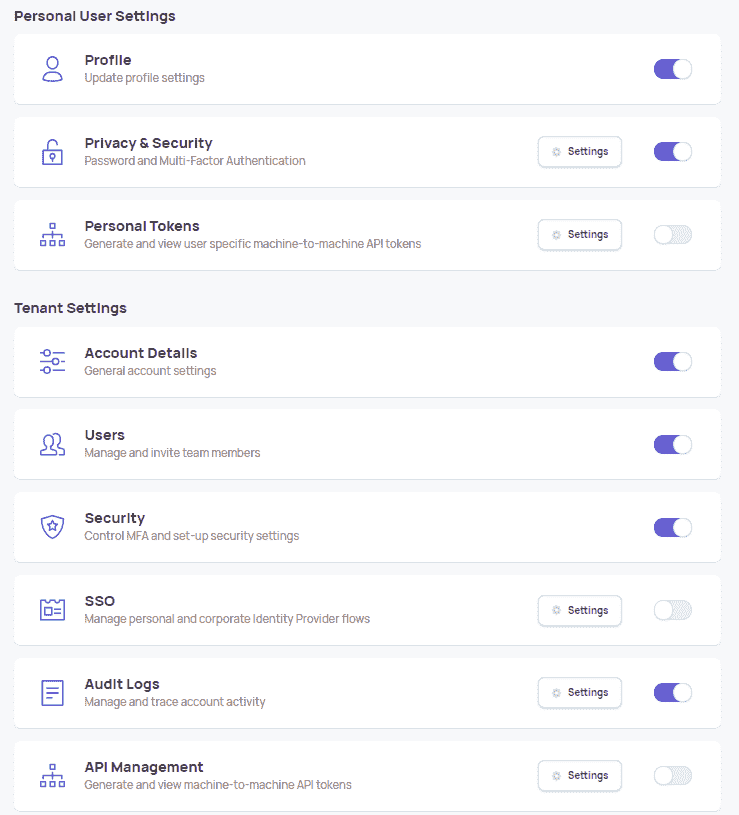 Personal User Settings
Profile
Update profile settings
Privacy & Security
Password and Multi-Factor Authentication
Settings
Personal Tokens
Generate and view user specific machine-to-machine API tokens
Settings
Tenant Settings
Account Details
General account settings
Users
Manage and invite team members
Security
Control MFA and set-up security settings
SSO
Manage personal and corporate Identity Provider flows
Settings
Audit Logs
Manage and trace account activity
Settings
API Management
Generate and view machine-to-machine API tokens
Settings